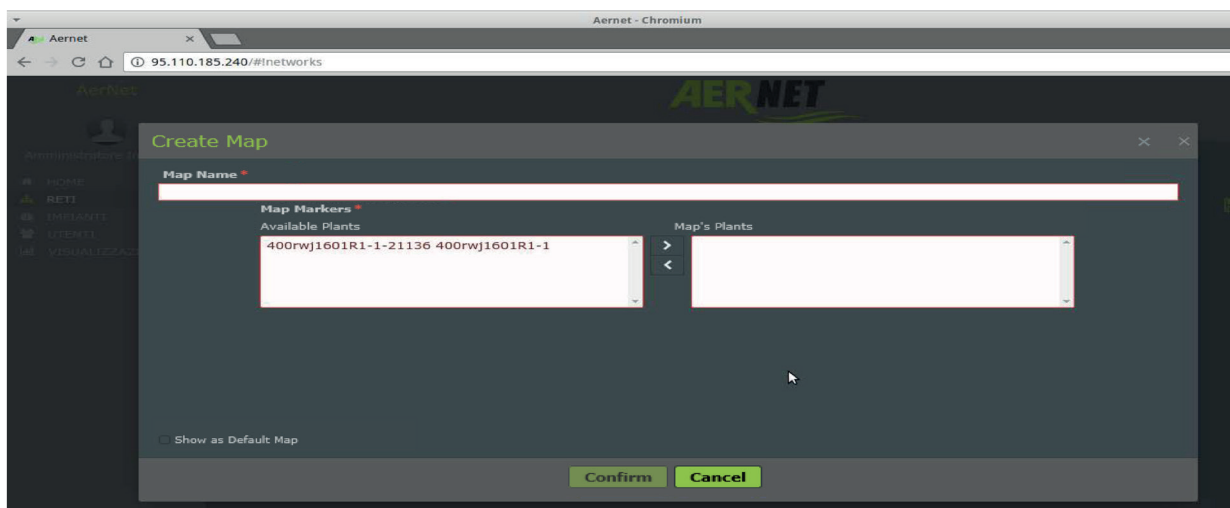 Aernet - Chromium
Aernet
95.110.185.240/#!networks
AerNet
AERNET
Create Map
Map Name *
HOME
RETI
IMPIANTI
UTENTI
Map Markers *
Available Plants
Map's Plants
400rwj1601R1-1-21136 400rwj1601R1-1
Show as Default Map
Confirm
Cancel